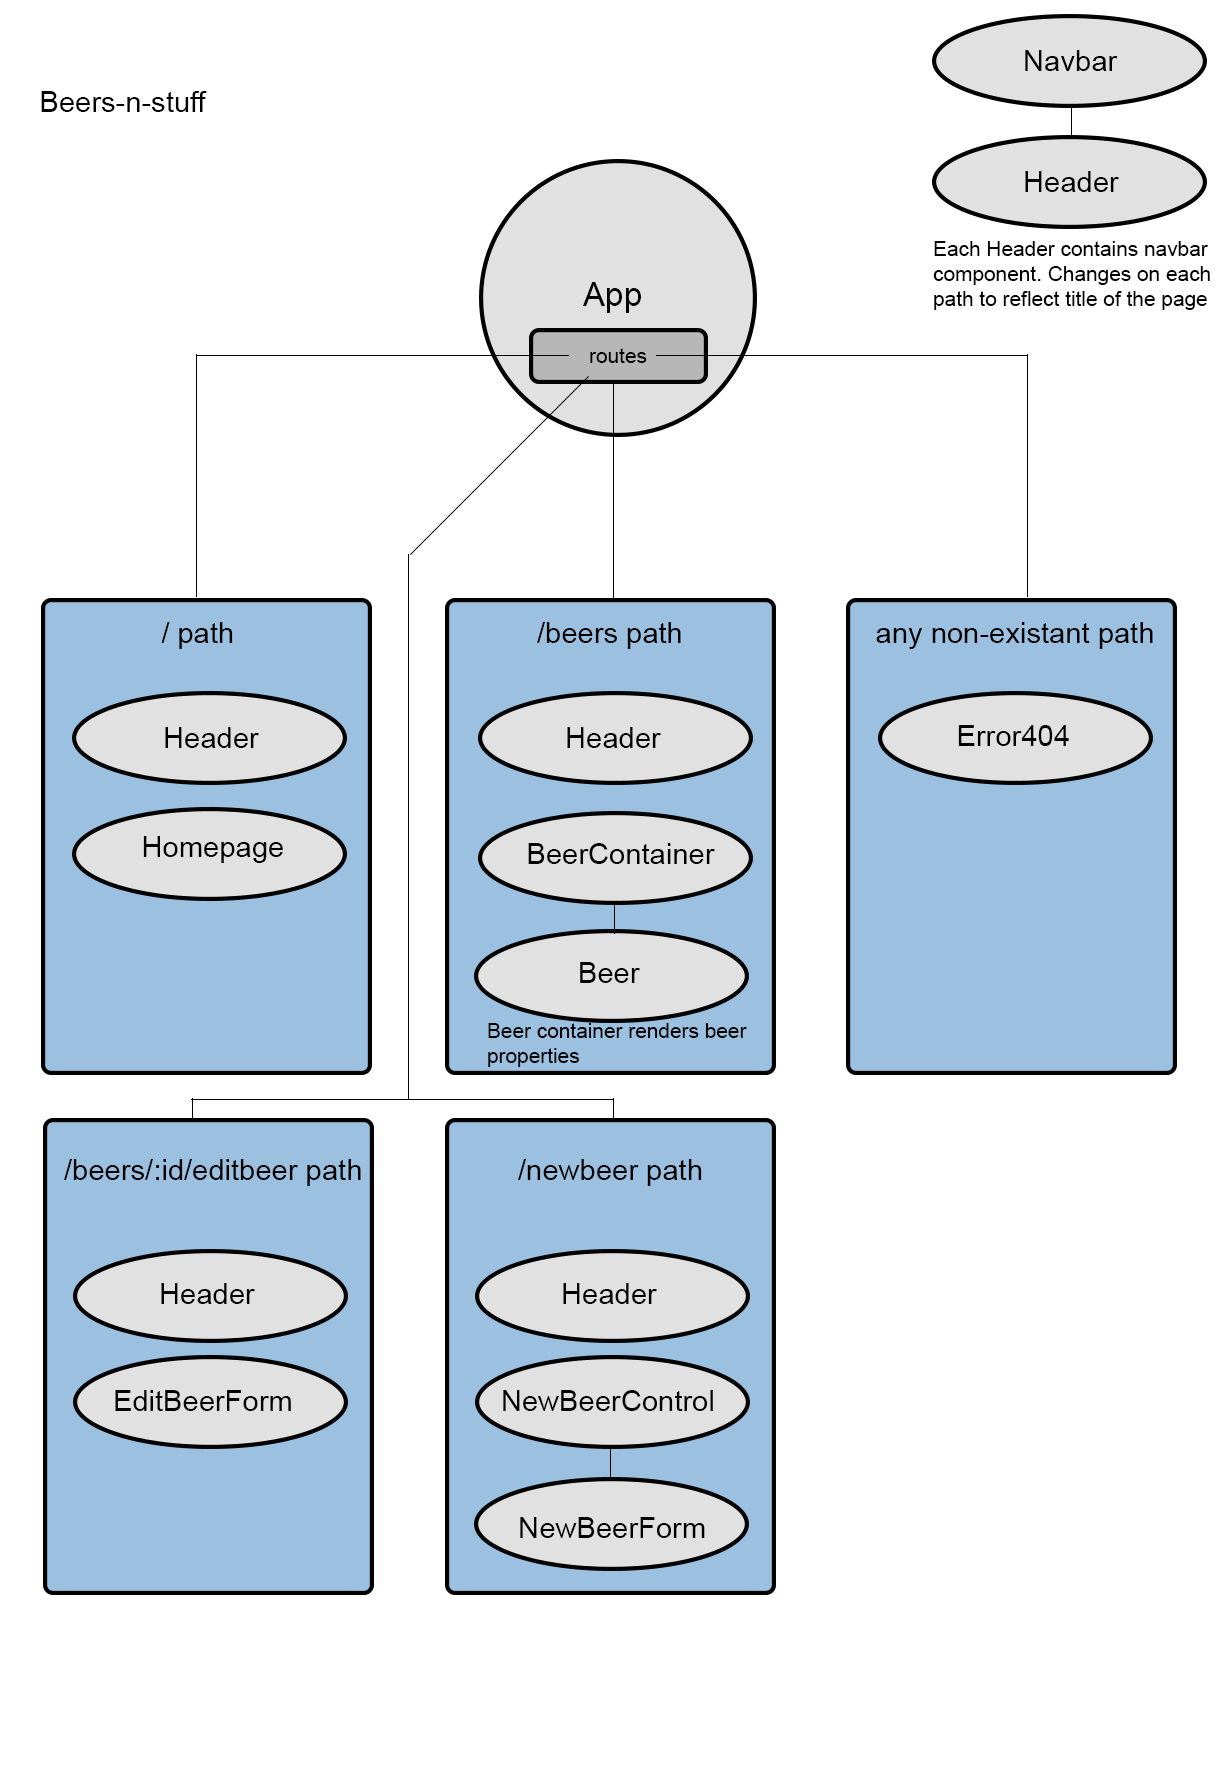 Navbar
Beers-n-stuff
Header
Each Header contains navbar
component. Changes on each
path to reflect title of the page
App
routes
/ path
Header
Homepage
/beers path
Header
BeerContainer
Beer
Beer container renders beer
properties
any non-existant path
Error404
/beers/:id/editbeer path
Header
EditBeerForm
/newbeer path
Header
NewBeerControl
NewBeerForm